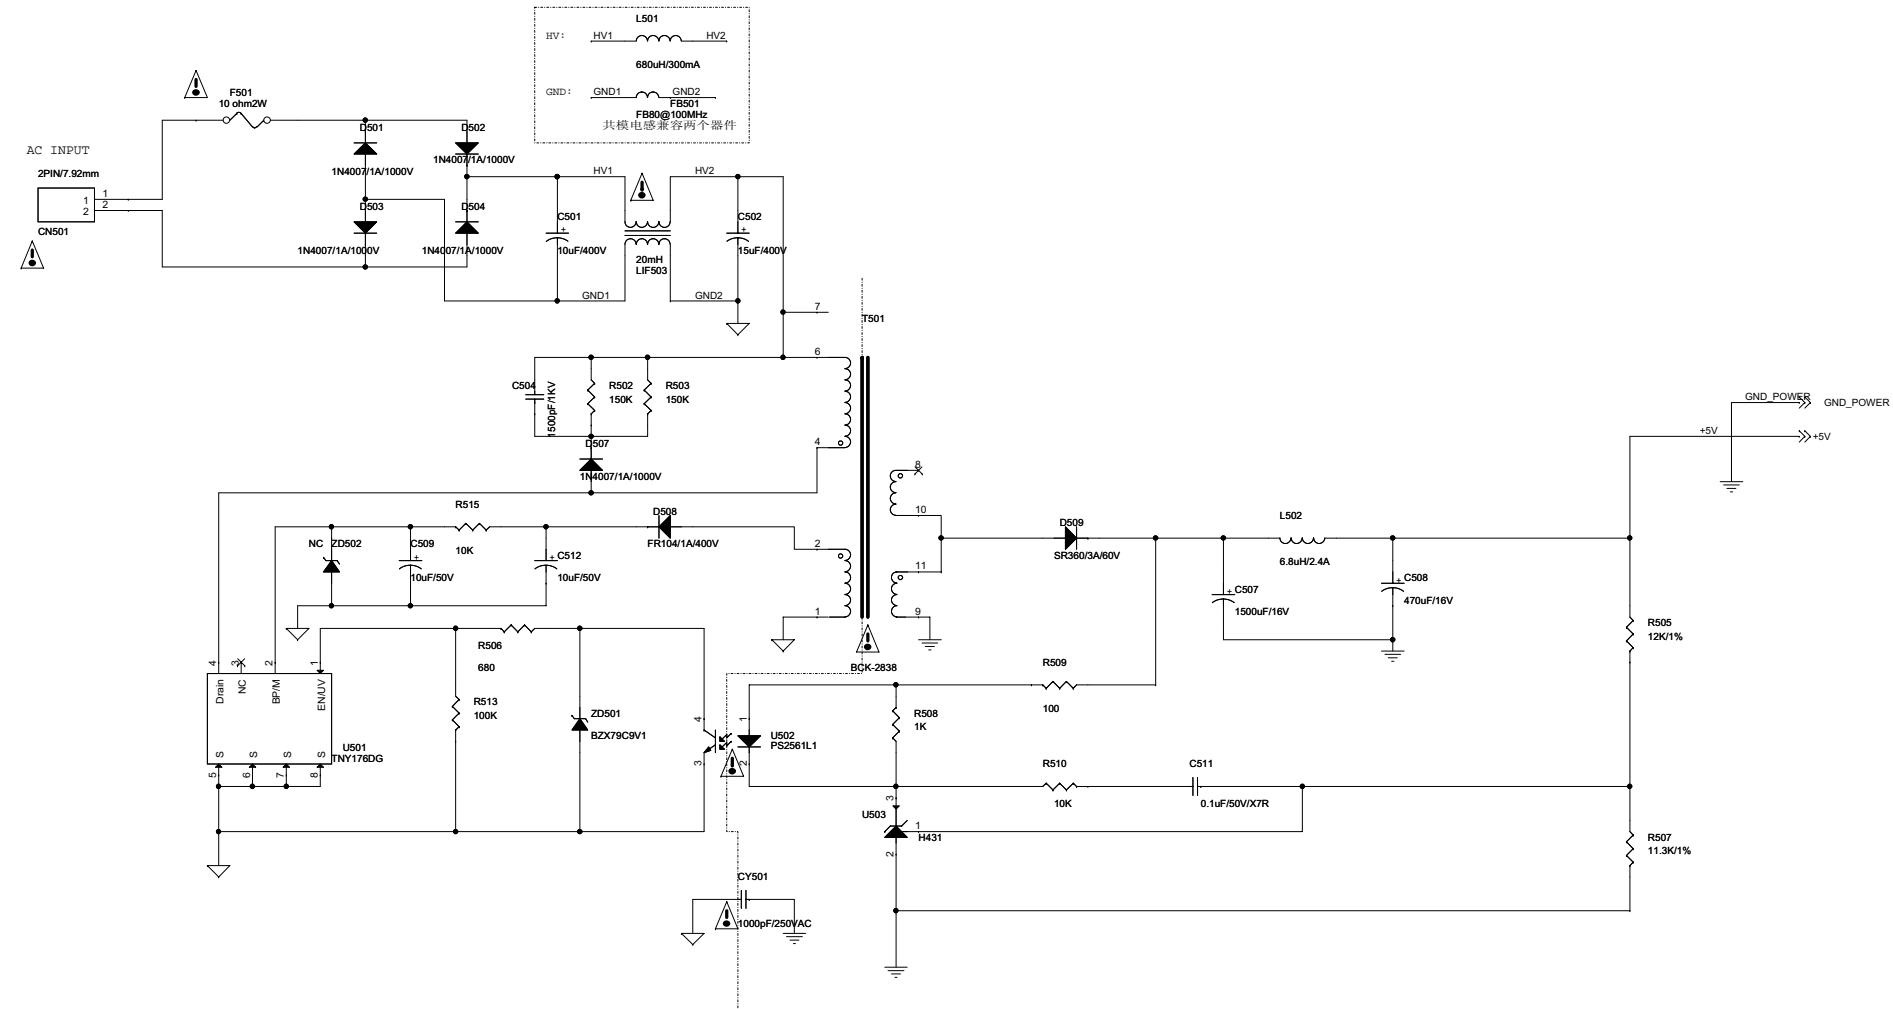 L501
HV:
HV1
HV2
680uH/300mA
GND:
GND1
GND2
FB501
FB80@100MHz
共模电感兼容两个器件
F501
10 ohm2W
D501
1N4007/1A/1000V
D502
1N4007/1A/1000V
AC INPUT
2PIN/7.92mm
1
2
1
2
CN501
D503
1N4007/1A/1000V
D504
1N4007/1A/1000V
HV1
HV2
C501
+
10uF/400V
20mH
LIF503
C502
+
15uF/400V
GND1
GND2
7
T501
6
C504
1500pF/1KV
R502
150K
R503
150K
4
D507
1N4007/1A/1000V
GND_POWER
GND_POWER
+5V
+5V
8
10
R515
10K
D508
FR104/1A/400V
2
D509
SR360/3A/60V
L502
6.8uH/2.4A
NC
ZD502
C509
+
10uF/50V
C512
+
10uF/50V
11
C507
+
1500uF/16V
C508
+
470uF/16V
1
9
R505
12K/1%
BCK-2838
R506
680
4
3
2
1
Drain
NC
BP/M
EN/UV
S
S
S
S
5
6
7
8
U501
TNY176DG
R513
100K
ZD501
BZX79C9V1
4
3
1
2
U502
PS2561L1
R509
100
R508
1K
R510
10K
C511
0.1uF/50V/X7R
3
U503
1
H431
2
R507
11.3K/1%
CY501
1000pF/250VAC